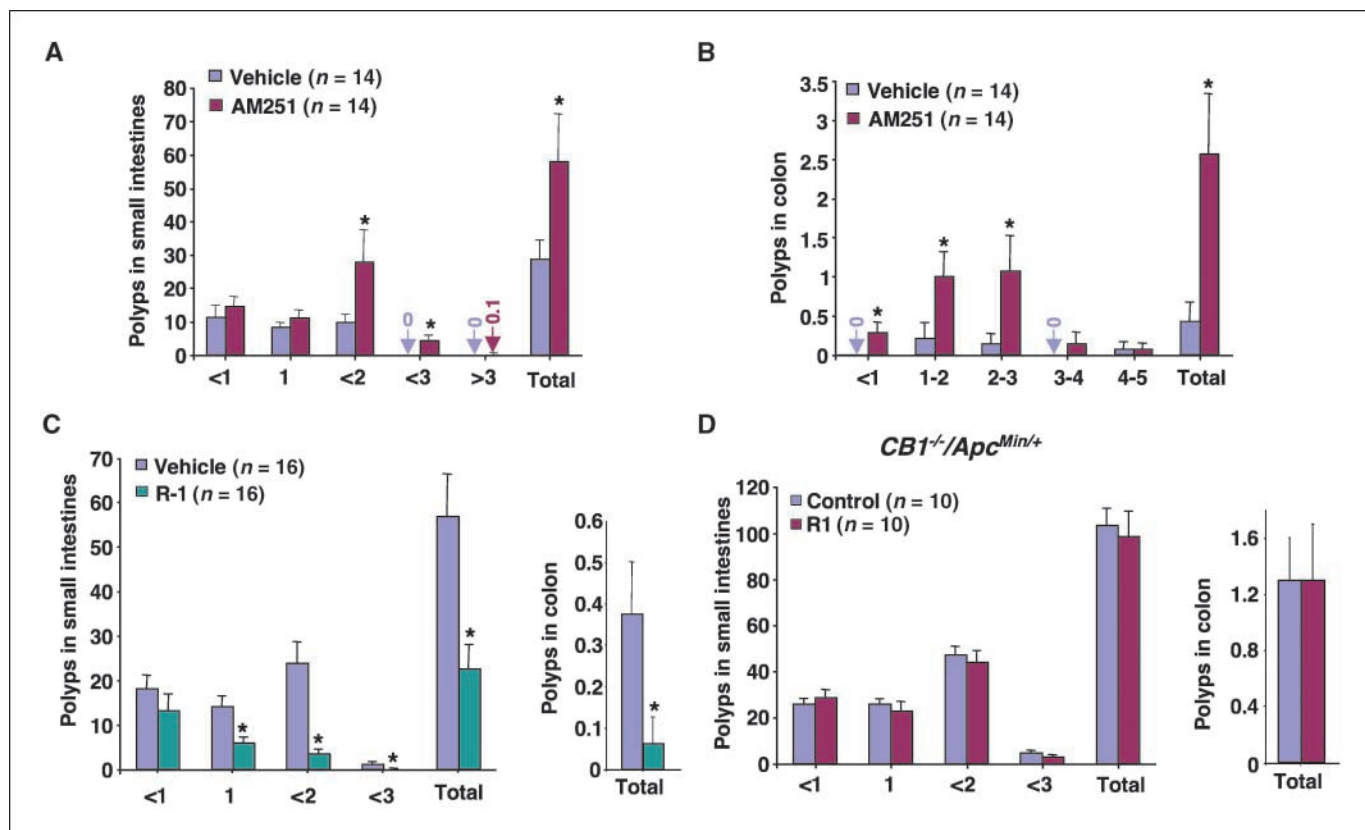 A
Vehicle (n = 14)
AM251 (n = 14)
Polyps in small intestines
80
70
60
50
40
30
20
10
0
*
*
0
*
0
0.1
<1 1 <2 <3 >3 Total
B
Vehicle (n = 14)
AM251 (n = 14)
Polyps in colon
3.5
3
2.5
2
1.5
1
0.5
0
*
*
*
0
*
0
<1 1-2 2-3 3-4 4-5 Total
C
Vehicle (n = 16)
R-1 (n = 16)
Polyps in small intestines
70
60
50
40
30
20
10
0
*
*
*
*
<1 1 <2 <3 Total
Polyps in colon
0.6
0.5
0.4
0.3
0.2
0.1
0
*
Total
D
CB1-/-/ApcMin/+
Control (n = 10)
R1 (n = 10)
Polyps in small intestines
120
100
80
60
40
20
0
<1 1 <2 <3 Total
Polyps in colon
1.6
1.2
0.8
0.4
0
Total